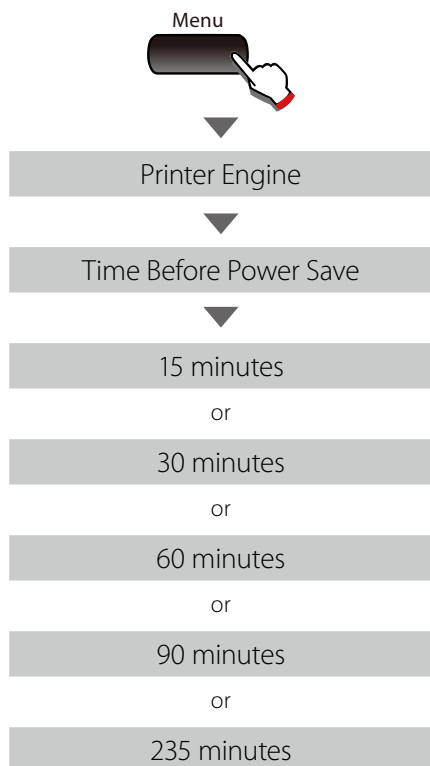 Menu
Printer Engine
Time Before Power Save
15 minutes
or
30 minutes
or
60 minutes
or
90 minutes
or
235 minutes